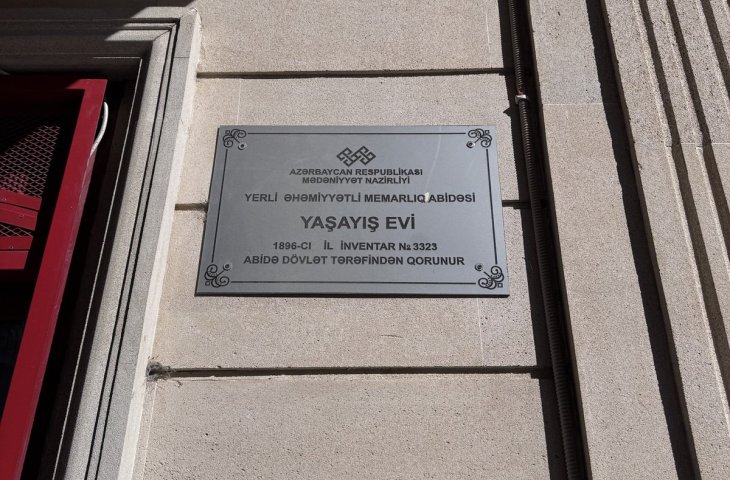 AZƏRBAYCAN RESPUBLİKASI
MƏDƏNİYYƏT NAZİRLİYİ
YERLİ ƏHƏMİYYƏTLİ MEMARLIQ ABİDƏSİ
YAŞAYIŞ EVİ
1896-CI İL İNVENTAR № 3323
ABİDƏ DÖVLƏT TƏRƏFİNDƏN QORUNUR